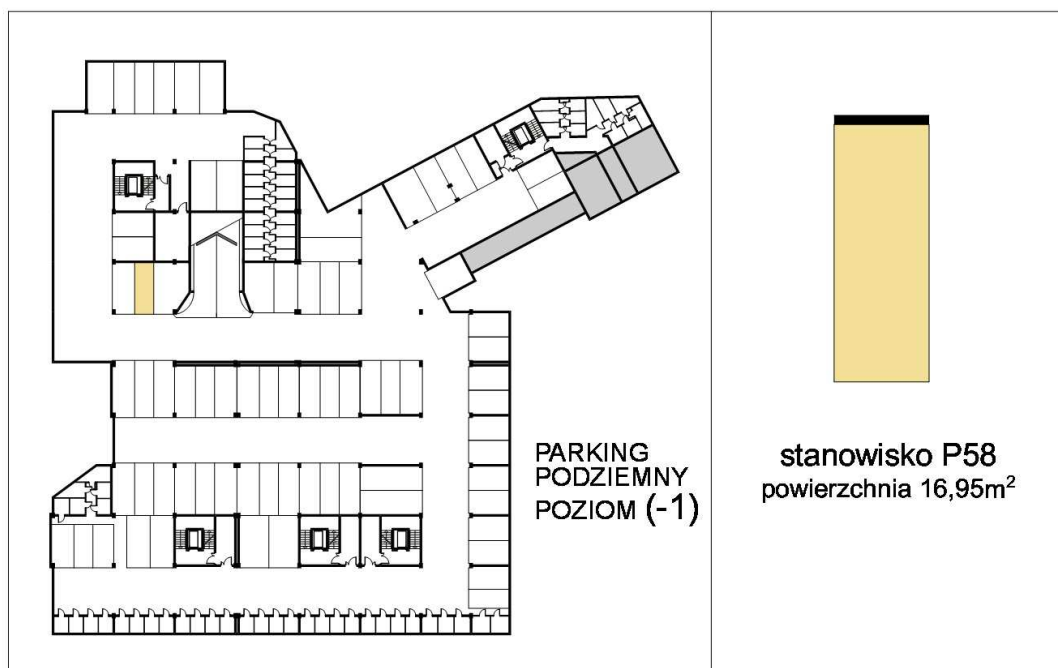 PARKING
PODZIEMNY
POZIOM (-1)
stanowisko P58
powierzchnia 16,95m²